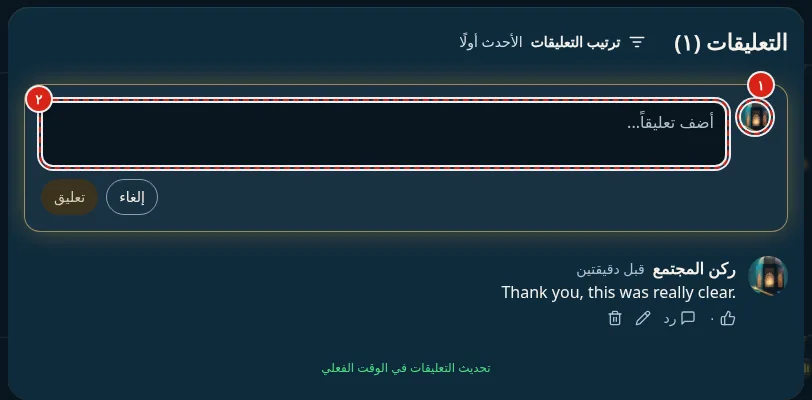 التعليقات (١)
ترتيب التعليقات الأحدث أولًا
١
٢
أضف تعليقاً...
إلغاء
تعليق
ركن المجتمع قبل دقيقتين
Thank you, this was really clear.
٠ رد
تحديث التعليقات في الوقت الفعلي